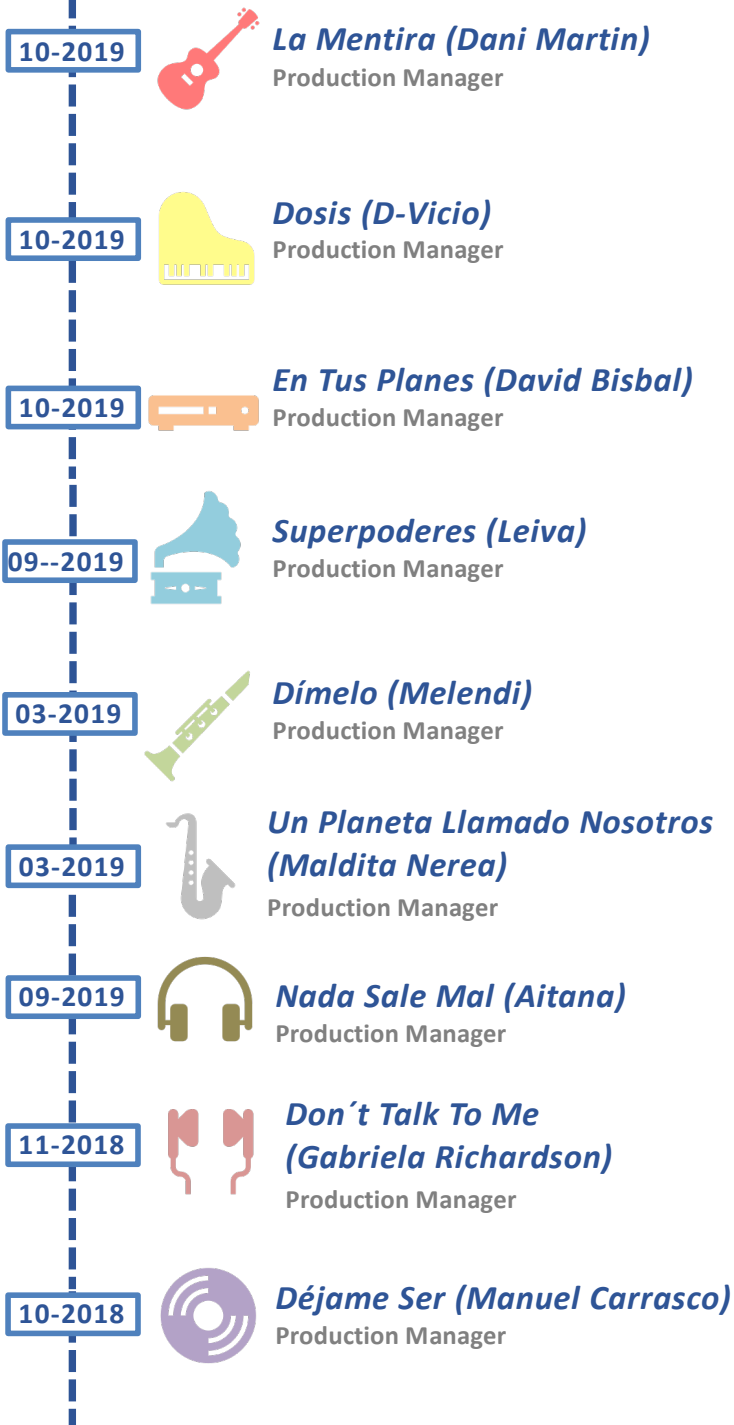 10-2019
La Mentira (Dani Martin)
Production Manager
10-2019
Dosis (D-Vicio)
Production Manager
10-2019
En Tus Planes (David Bisbal)
Production Manager
09--2019
Superpoderes (Leiva)
Production Manager
03-2019
Dímelo (Melendi)
Production Manager
03-2019
Un Planeta Llamado Nosotros
(Maldita Nerea)
Production Manager
09-2019
Nada Sale Mal (Aitana)
Production Manager
11-2018
Don´t Talk To Me
(Gabriela Richardson)
Production Manager
10-2018
Déjame Ser (Manuel Carrasco)
Production Manager